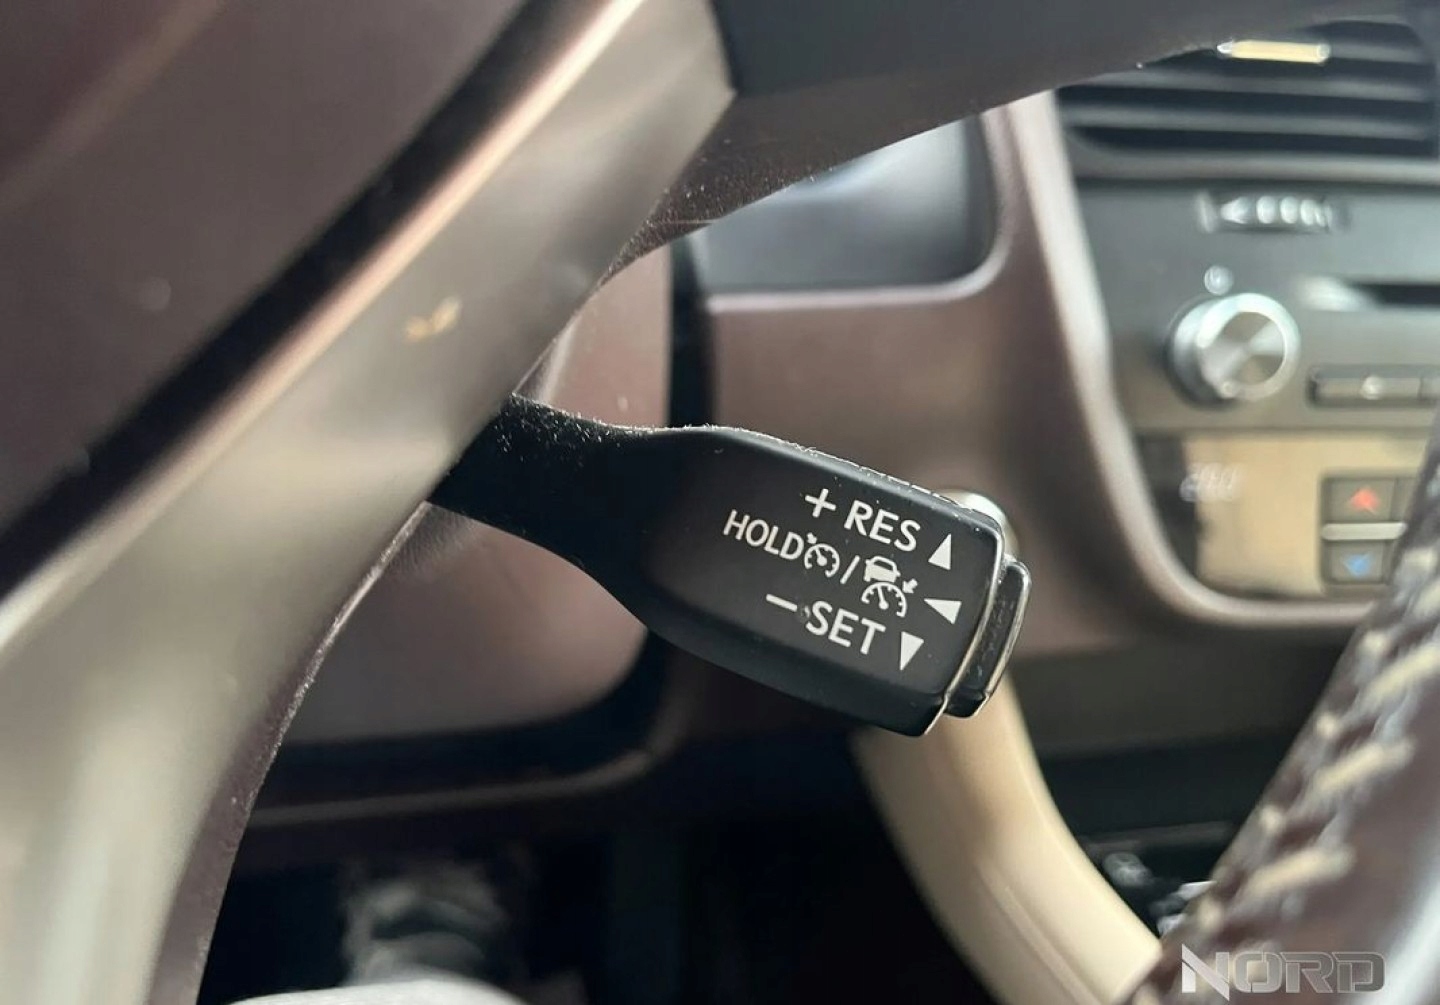 + RES
HOLD /
- SET
NORD